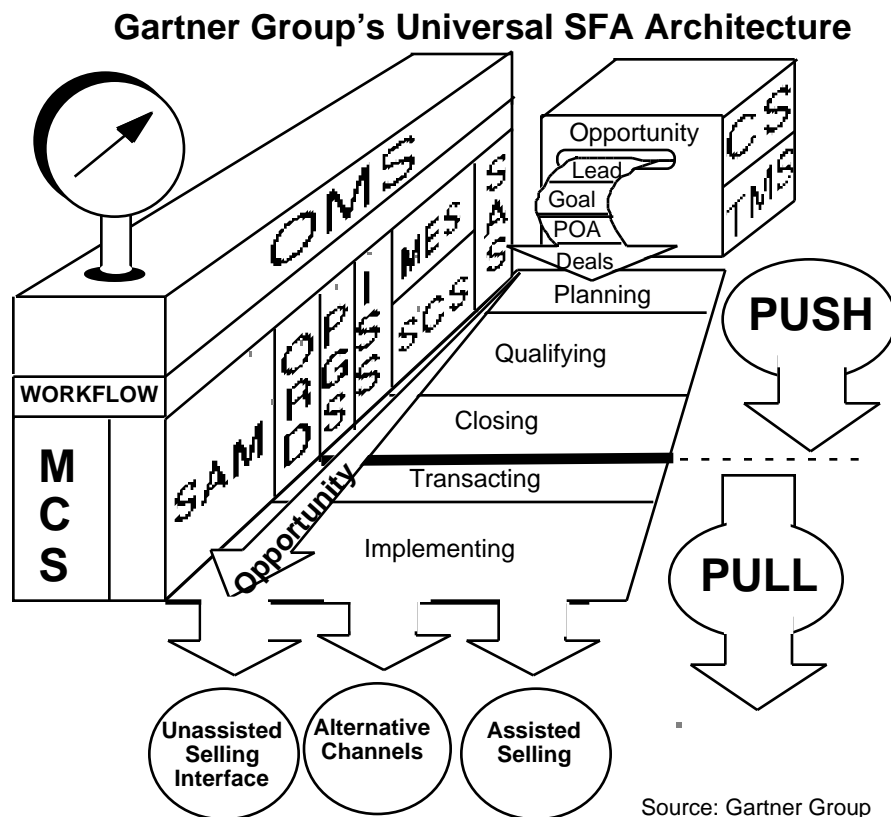 Gartner Group's Universal SFA Architecture
OMS
Opportunity
Lead
Goal
POA
Deals
CS
TMS
WORKFLOW
MCS
SAM
ORD
PGS
ISS
MES
SCS
SAS
Planning
Qualifying
Closing
Transacting
Implementing
Opportunity
PUSH
PULL
Unassisted
Selling
Interface
Alternative
Channels
Assisted
Selling
Source: Gartner Group